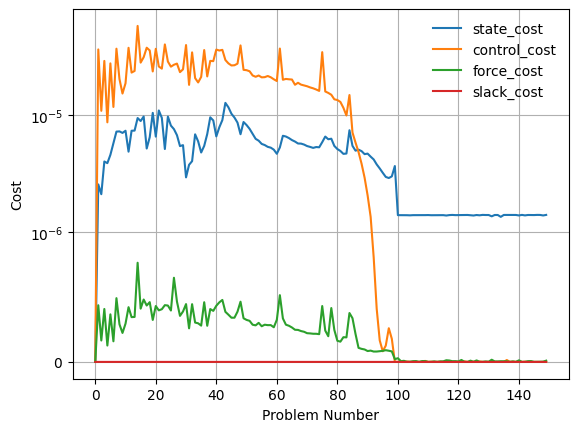 state_cost
control_cost
force_cost
slack_cost
Cost
10⁻⁵
10⁻⁶
0
0 20 40 60 80 100 120 140
Problem Number